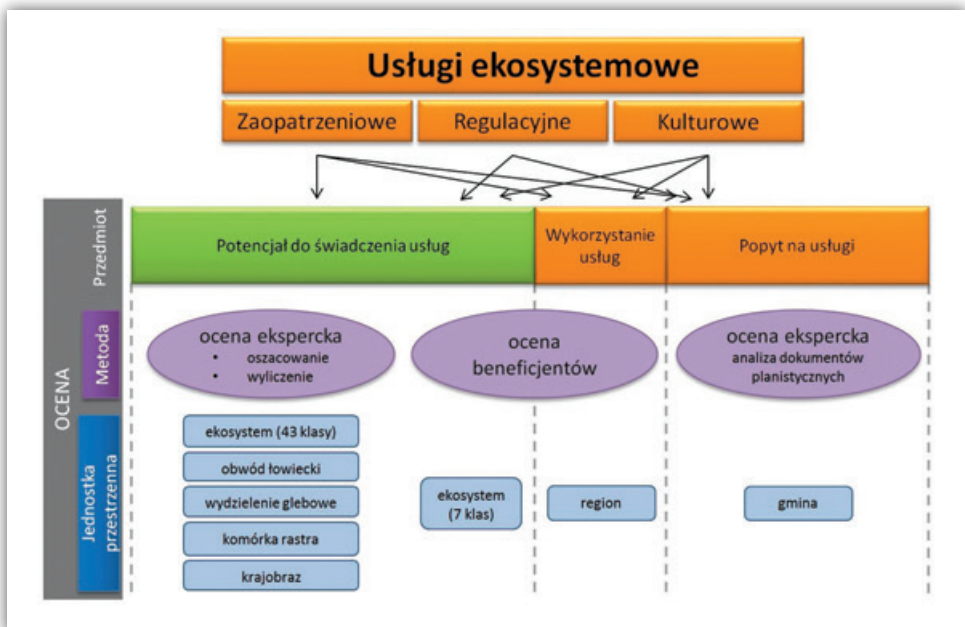 Usługi ekosystemowe
Zaopatrzeniowe
Regulacyjne
Kulturowe
OCENA
Przedmiot
Potencjał do świadczenia usług
Wykorzystanie
usług
Popyt na usługi
Metoda
ocena ekspercka
• oszacowanie
• wyliczenie
ocena
beneficjentów
ocena ekspercka
analiza dokumentów
planistycznych
Jednostka
przestrzenna
ekosystem (43 klasy)
obwód łowiecki
wydzielenie glebowe
komórka rastra
krajobraz
ekosystem
(7 klas)
region
gmina